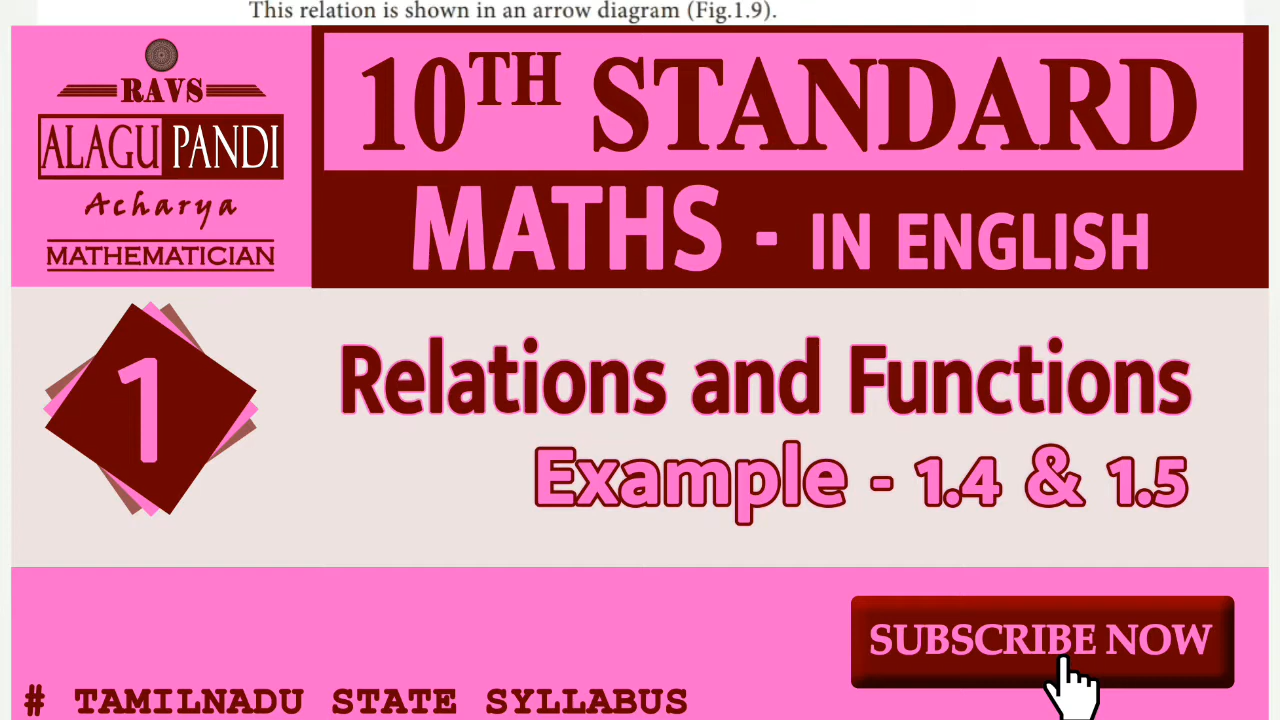 This relation is shown in an arrow diagram (Fig.1.9).
RAVS
ALAGU PANDI
Acharya
MATHEMATICIAN
10TH STANDARD
MATHS - IN ENGLISH
1
Relations and Functions
Example - 1.4 & 1.5
SUBSCRIBE NOW
# TAMILNADU STATE SYLLABUS